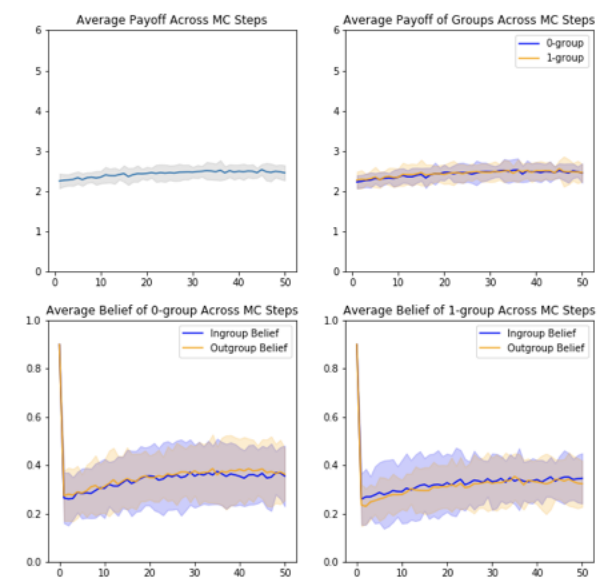 Average Payoff Across MC Steps
6
5
4
3
2
1
0
0 10 20 30 40 50
Average Payoff of Groups Across MC Steps
0-group
1-group
6
5
4
3
2
1
0
0 10 20 30 40 50
Average Belief of 0-group Across MC Steps
Ingroup Belief
Outgroup Belief
1.0
0.8
0.6
0.4
0.2
0.0
0 10 20 30 40 50
Average Belief of 1-group Across MC Steps
Ingroup Belief
Outgroup Belief
1.0
0.8
0.6
0.4
0.2
0.0
0 10 20 30 40 50